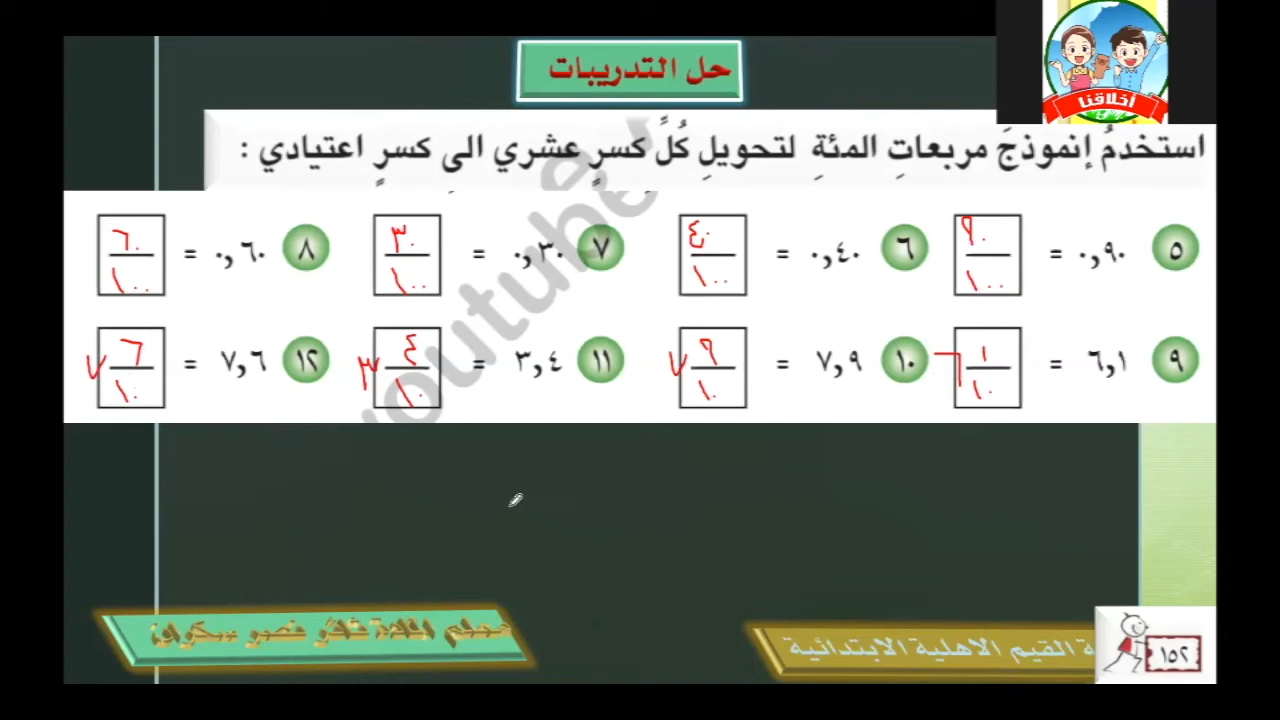 حل التدريبات
أخلاقنا
استخدمُ إنموذجَ مربعاتِ المئةِ لتحويلِ كُلِّ كسرٍ عشري الى كسرٍ اعتيادي :
٥ ٠,٩٠ = ٩٠/١٠٠ ٦ ٠,٤٠ = ٤٠/١٠٠ ٧ ٠,٣٠ = ٣٠/١٠٠ ٨ ٠,٦٠ = ٦٠/١٠٠
٩ ٦,١ = ٦ ١/١٠ ١٠ ٧,٩ = ٧ ٩/١٠ ١١ ٣,٤ = ٣ ٤/١٠ ١٢ ٧,٦ = ٧ ٦/١٠
youtube
ة القيم الاهلية الابتدائية
معلم المادة
١٥٢